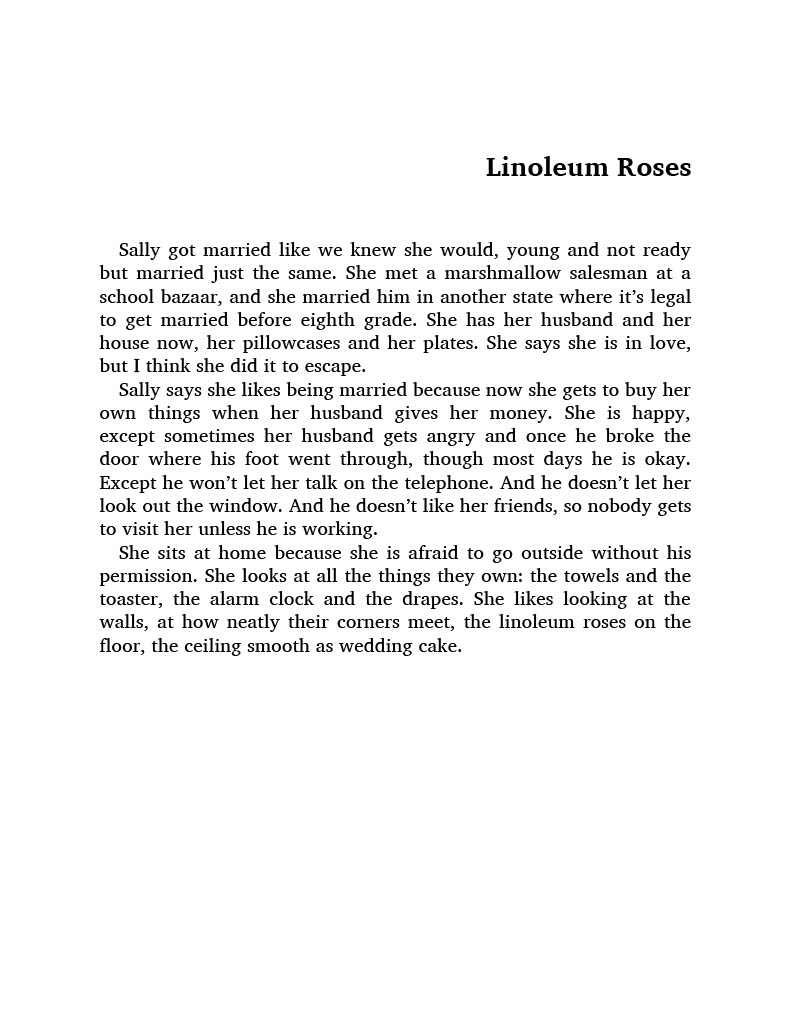 Linoleum Roses
Sally got married like we knew she would, young and not ready
but married just the same. She met a marshmallow salesman at a
school bazaar, and she married him in another state where it’s legal
to get married before eighth grade. She has her husband and her
house now, her pillowcases and her plates. She says she is in love,
but I think she did it to escape.
Sally says she likes being married because now she gets to buy her
own things when her husband gives her money. She is happy,
except sometimes her husband gets angry and once he broke the
door where his foot went through, though most days he is okay.
Except he won’t let her talk on the telephone. And he doesn’t let her
look out the window. And he doesn’t like her friends, so nobody gets
to visit her unless he is working.
She sits at home because she is afraid to go outside without his
permission. She looks at all the things they own: the towels and the
toaster, the alarm clock and the drapes. She likes looking at the
walls, at how neatly their corners meet, the linoleum roses on the
floor, the ceiling smooth as wedding cake.